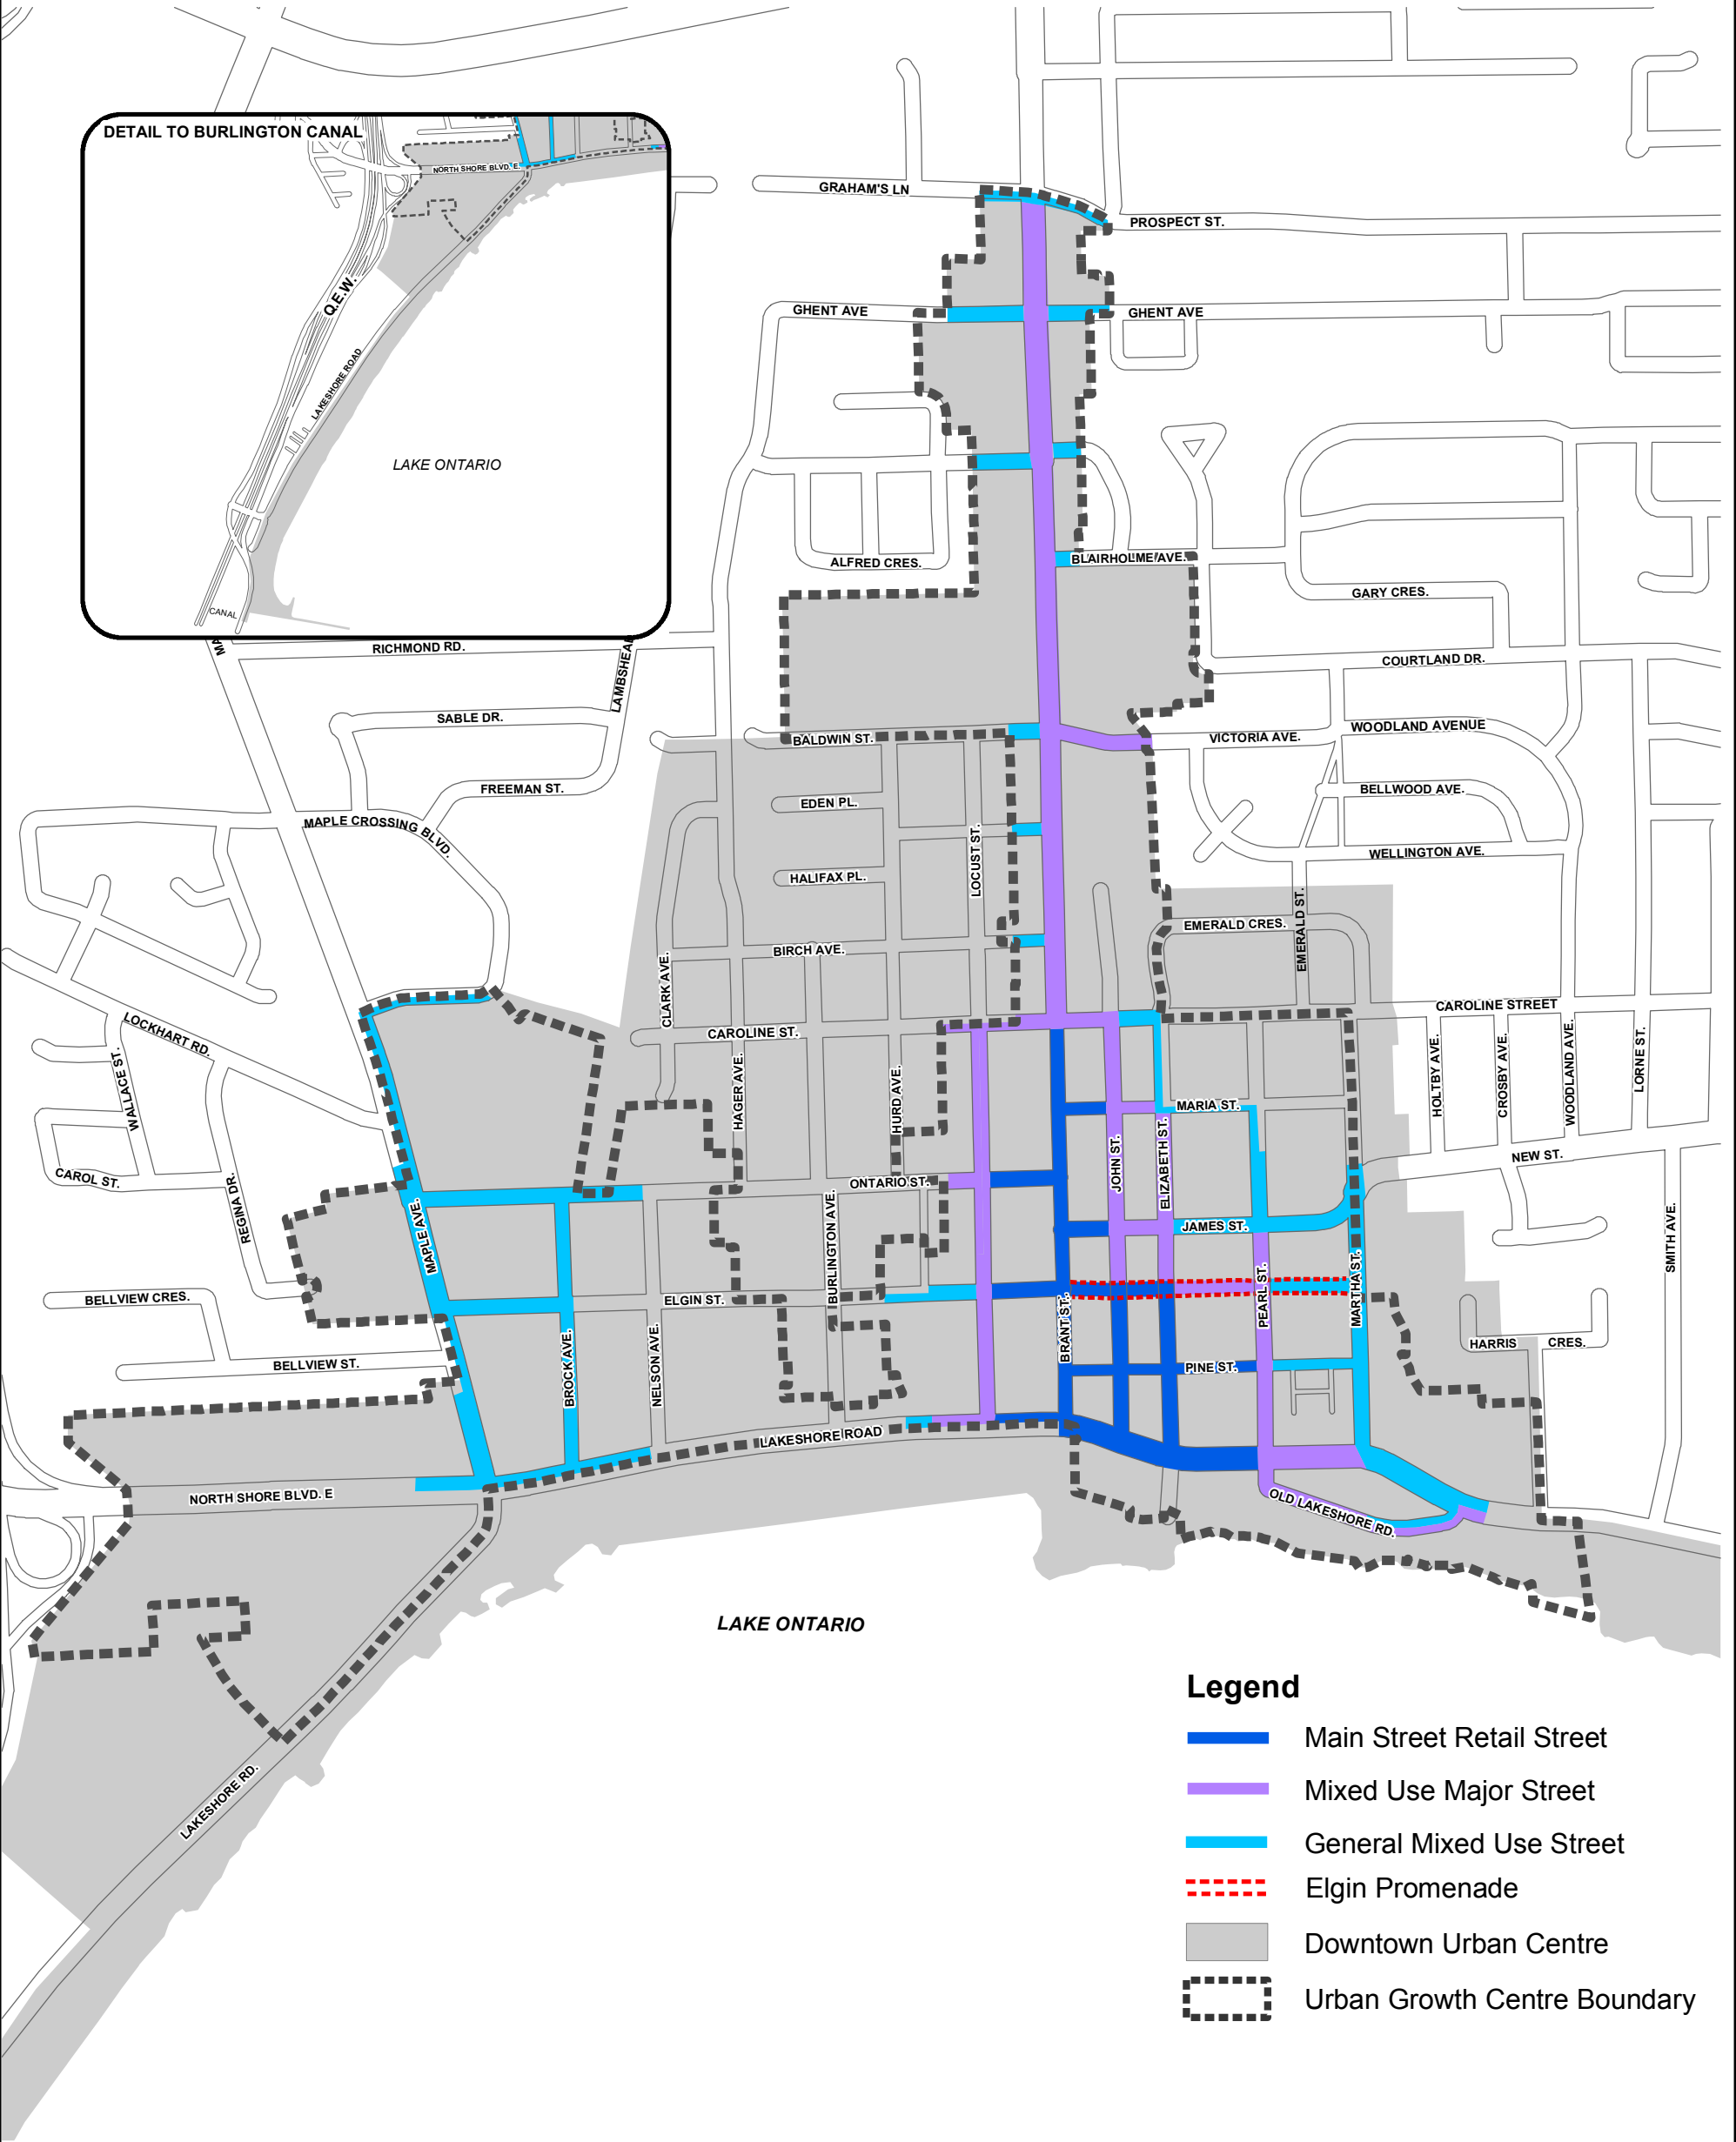 DETAIL TO BURLINGTON CANAL
NORTH SHORE BLVD. E.
Q.E.W.
LAKESHORE ROAD
LAKE ONTARIO
CANAL
GRAHAM'S LN
PROSPECT ST.
GHENT AVE
GHENT AVE
ALFRED CRES.
BLAIRHOLME AVE.
GARY CRES.
RICHMOND RD.
COURTLAND DR.
SABLE DR.
BALDWIN ST.
VICTORIA AVE.
WOODLAND AVENUE
FREEMAN ST.
EDEN PL.
BELLWOOD AVE.
MAPLE CROSSING BLVD.
LOCUST ST.
WELLINGTON AVE.
HALIFAX PL.
EMERALD CRES.
EMERALD ST.
BIRCH AVE.
CLARK AVE.
CAROLINE STREET
LOCKHART RD.
CAROLINE ST.
WALLACE ST.
HAGER AVE.
HURD AVE.
MARIA ST.
HOLTBY AVE.
CROSBY AVE.
WOODLAND AVE.
LORNE ST.
JOHN ST.
ELIZABETH ST.
NEW ST.
CAROL ST.
REGINA DR.
ONTARIO ST.
MAPLE AVE.
BURLINGTON AVE.
JAMES ST.
SMITH AVE.
BELLVIEW CRES.
ELGIN ST.
BRANT ST.
PEARL ST.
MARTHA ST.
HARRIS CRES.
BELLVIEW ST.
BROCK AVE.
NELSON AVE.
PINE ST.
LAKESHORE ROAD
NORTH SHORE BLVD. E
OLD LAKESHORE RD.
LAKE ONTARIO
LAKESHORE RD.
Legend
Main Street Retail Street
Mixed Use Major Street
General Mixed Use Street
Elgin Promenade
Downtown Urban Centre
Urban Growth Centre Boundary